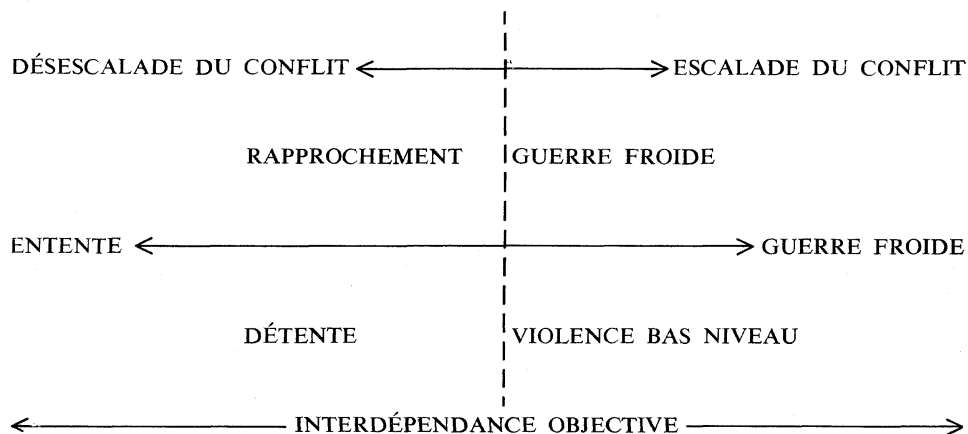 DÉSESCALADE DU CONFLIT ESCALADE DU CONFLIT
RAPPROCHEMENT GUERRE FROIDE
ENTENTE GUERRE FROIDE
DÉTENTE VIOLENCE BAS NIVEAU
INTERDÉPENDANCE OBJECTIVE